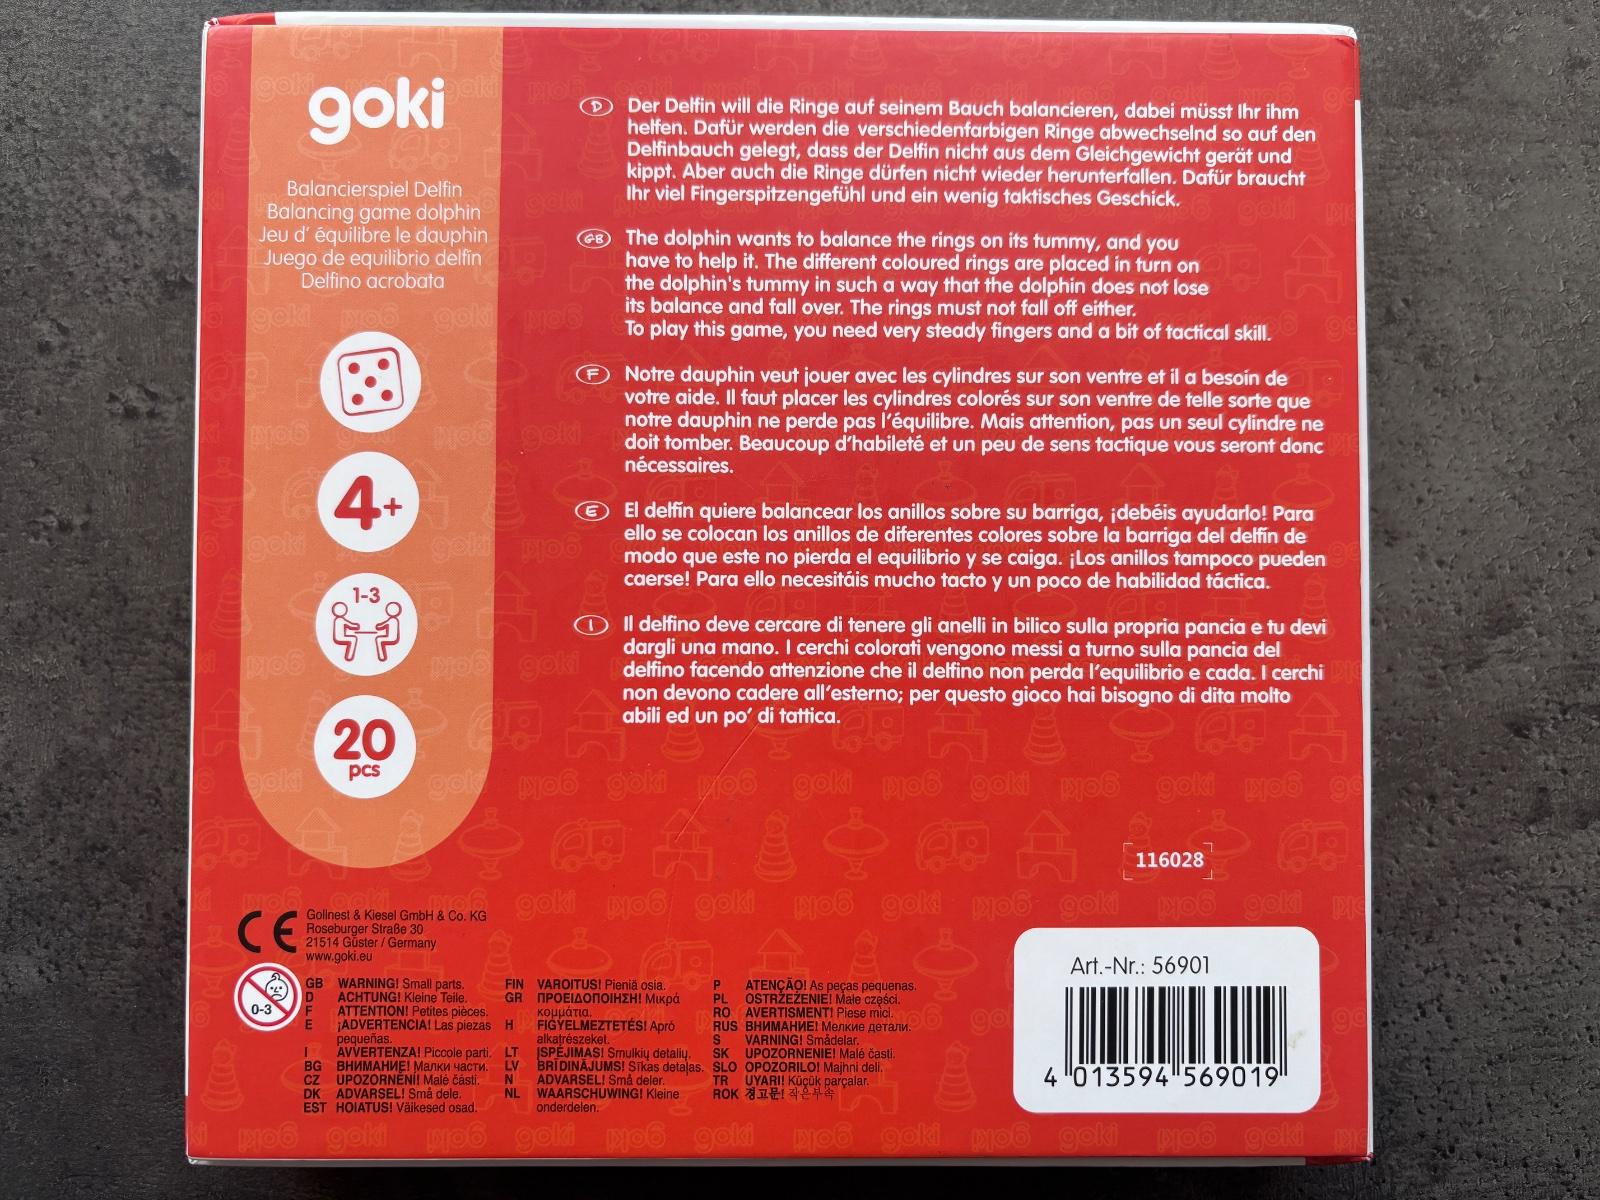 goki
Balancierspiel Delfin
Balancing game dolphin
Jeu d' équilibre le dauphin
Juego de equilibrio delfín
Delfino acrobata
4+
1-3
20
pcs
D Der Delfin will die Ringe auf seinem Bauch balancieren, dabei müsst Ihr ihm
helfen. Dafür werden die verschiedenfarbigen Ringe abwechselnd so auf den
Delfinbauch gelegt, dass der Delfin nicht aus dem Gleichgewicht gerät und
kippt. Aber auch die Ringe dürfen nicht wieder herunterfallen. Dafür braucht
Ihr viel Fingerspitzengefühl und ein wenig taktisches Geschick.
GB The dolphin wants to balance the rings on its tummy, and you
have to help it. The different coloured rings are placed in turn on
the dolphin's tummy in such a way that the dolphin does not lose
its balance and fall over. The rings must not fall off either.
To play this game, you need very steady fingers and a bit of tactical skill.
F Notre dauphin veut jouer avec les cylindres sur son ventre et il a besoin de
votre aide. Il faut placer les cylindres colorés sur son ventre de telle sorte que
notre dauphin ne perde pas l'équilibre. Mais attention, pas un seul cylindre ne
doit tomber. Beaucoup d'habileté et un peu de sens tactique vous seront donc
nécessaires.
E El delfín quiere balancear los anillos sobre su barriga, ¡debéis ayudarlo! Para
ello se colocan los anillos de diferentes colores sobre la barriga del delfín de
modo que este no pierda el equilibrio y se caiga. ¡Los anillos tampoco pueden
caerse! Para ello necesitáis mucho tacto y un poco de habilidad táctica.
I Il delfino deve cercare di tenere gli anelli in bilico sulla propria pancia e tu devi
dargli una mano. I cerchi colorati vengono messi a turno sulla pancia del
delfino facendo attenzione che il delfino non perda l'equilibrio e cada. I cerchi
non devono cadere all'esterno; per questo gioco hai bisogno di dita molto
abili ed un po' di tattica.
116028
CE
Gollnest & Kiesel GmbH & Co. KG
Roseburger Straße 30
21514 Güster / Germany
www.goki.eu
0-3
GB WARNING! Small parts.
D ACHTUNG! Kleine Teile.
F ATTENTION! Petites pièces.
E ¡ADVERTENCIA! Las piezas
pequeñas.
I AVVERTENZA! Piccole parti.
BG ВНИМАНИЕ! Малки части.
CZ UPOZORNĚNÍ! Malé části.
DK ADVARSEL! Små dele.
EST HOIATUS! Väikesed osad.
FIN VAROITUS! Pieniä osia.
GR ΠΡΟΕΙΔΟΠΟΙΗΣΗ! Μικρά
κομμάτια.
H FIGYELMEZTETÉS! Apró
alkatrészeket.
LT ĮSPĖJIMAS! Smulkių detalių.
LV BRĪDINĀJUMS! Sīkas detaļas.
N ADVARSEL! Små deler.
NL WAARSCHUWING! Kleine
onderdelen.
P ATENÇÃO! As peças pequenas.
PL OSTRZEŻENIE! Małe części.
RO AVERTISMENT! Piese mici.
RUS ВНИМАНИЕ! Мелкие детали.
S VARNING! Smådelar.
SK UPOZORNENIE! Malé časti.
SLO OPOZORILO! Majhni deli.
TR UYARI! Küçük parçalar.
ROK 경고문! 작은부속
Art.-Nr.: 56901
4 013594 569019